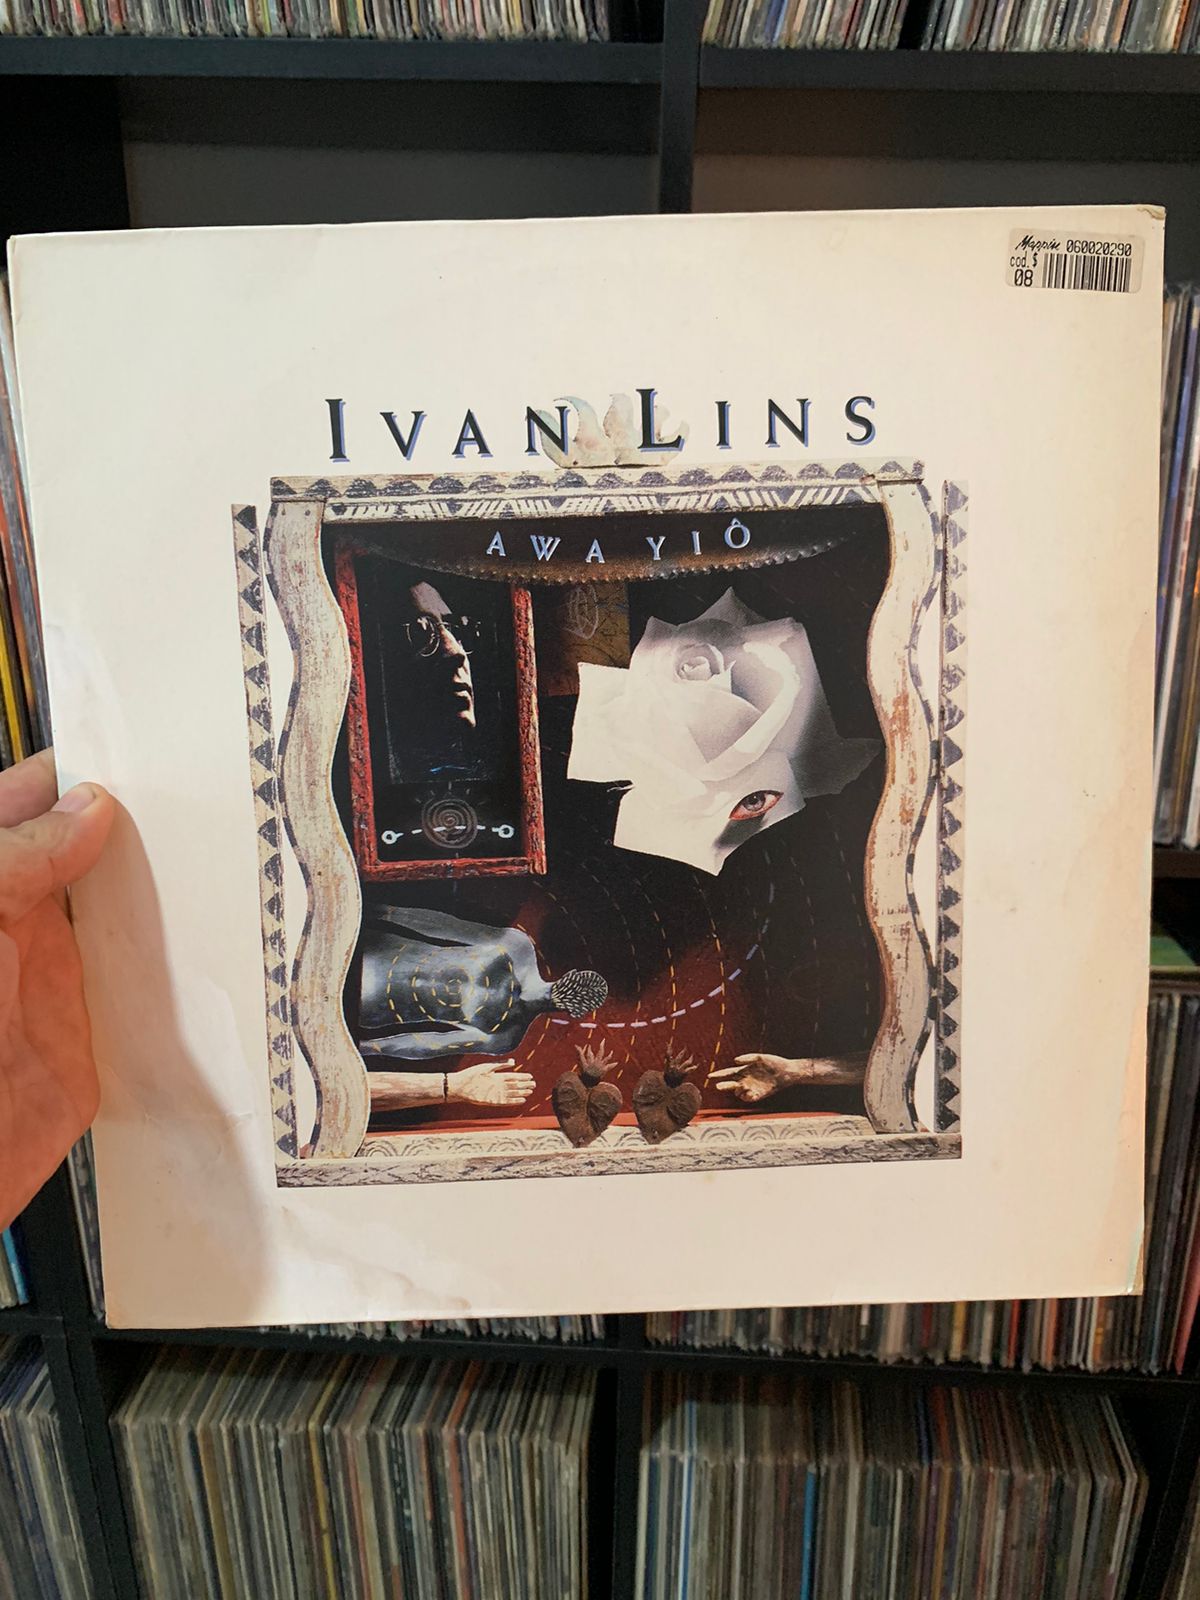 Mappin 060020290
cod. $
08
IVAN LINS
AWA YIÔ